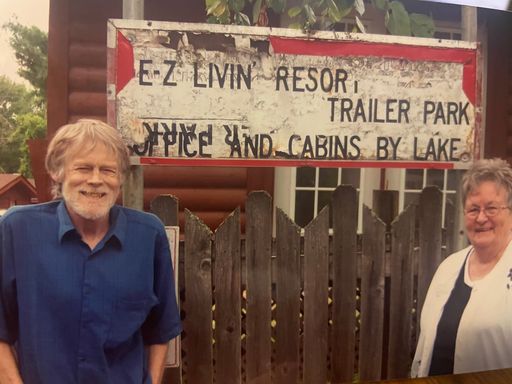 E-Z LIVIN RESORT
TRAILER PARK
OFFICE AND CABINS BY LAKE